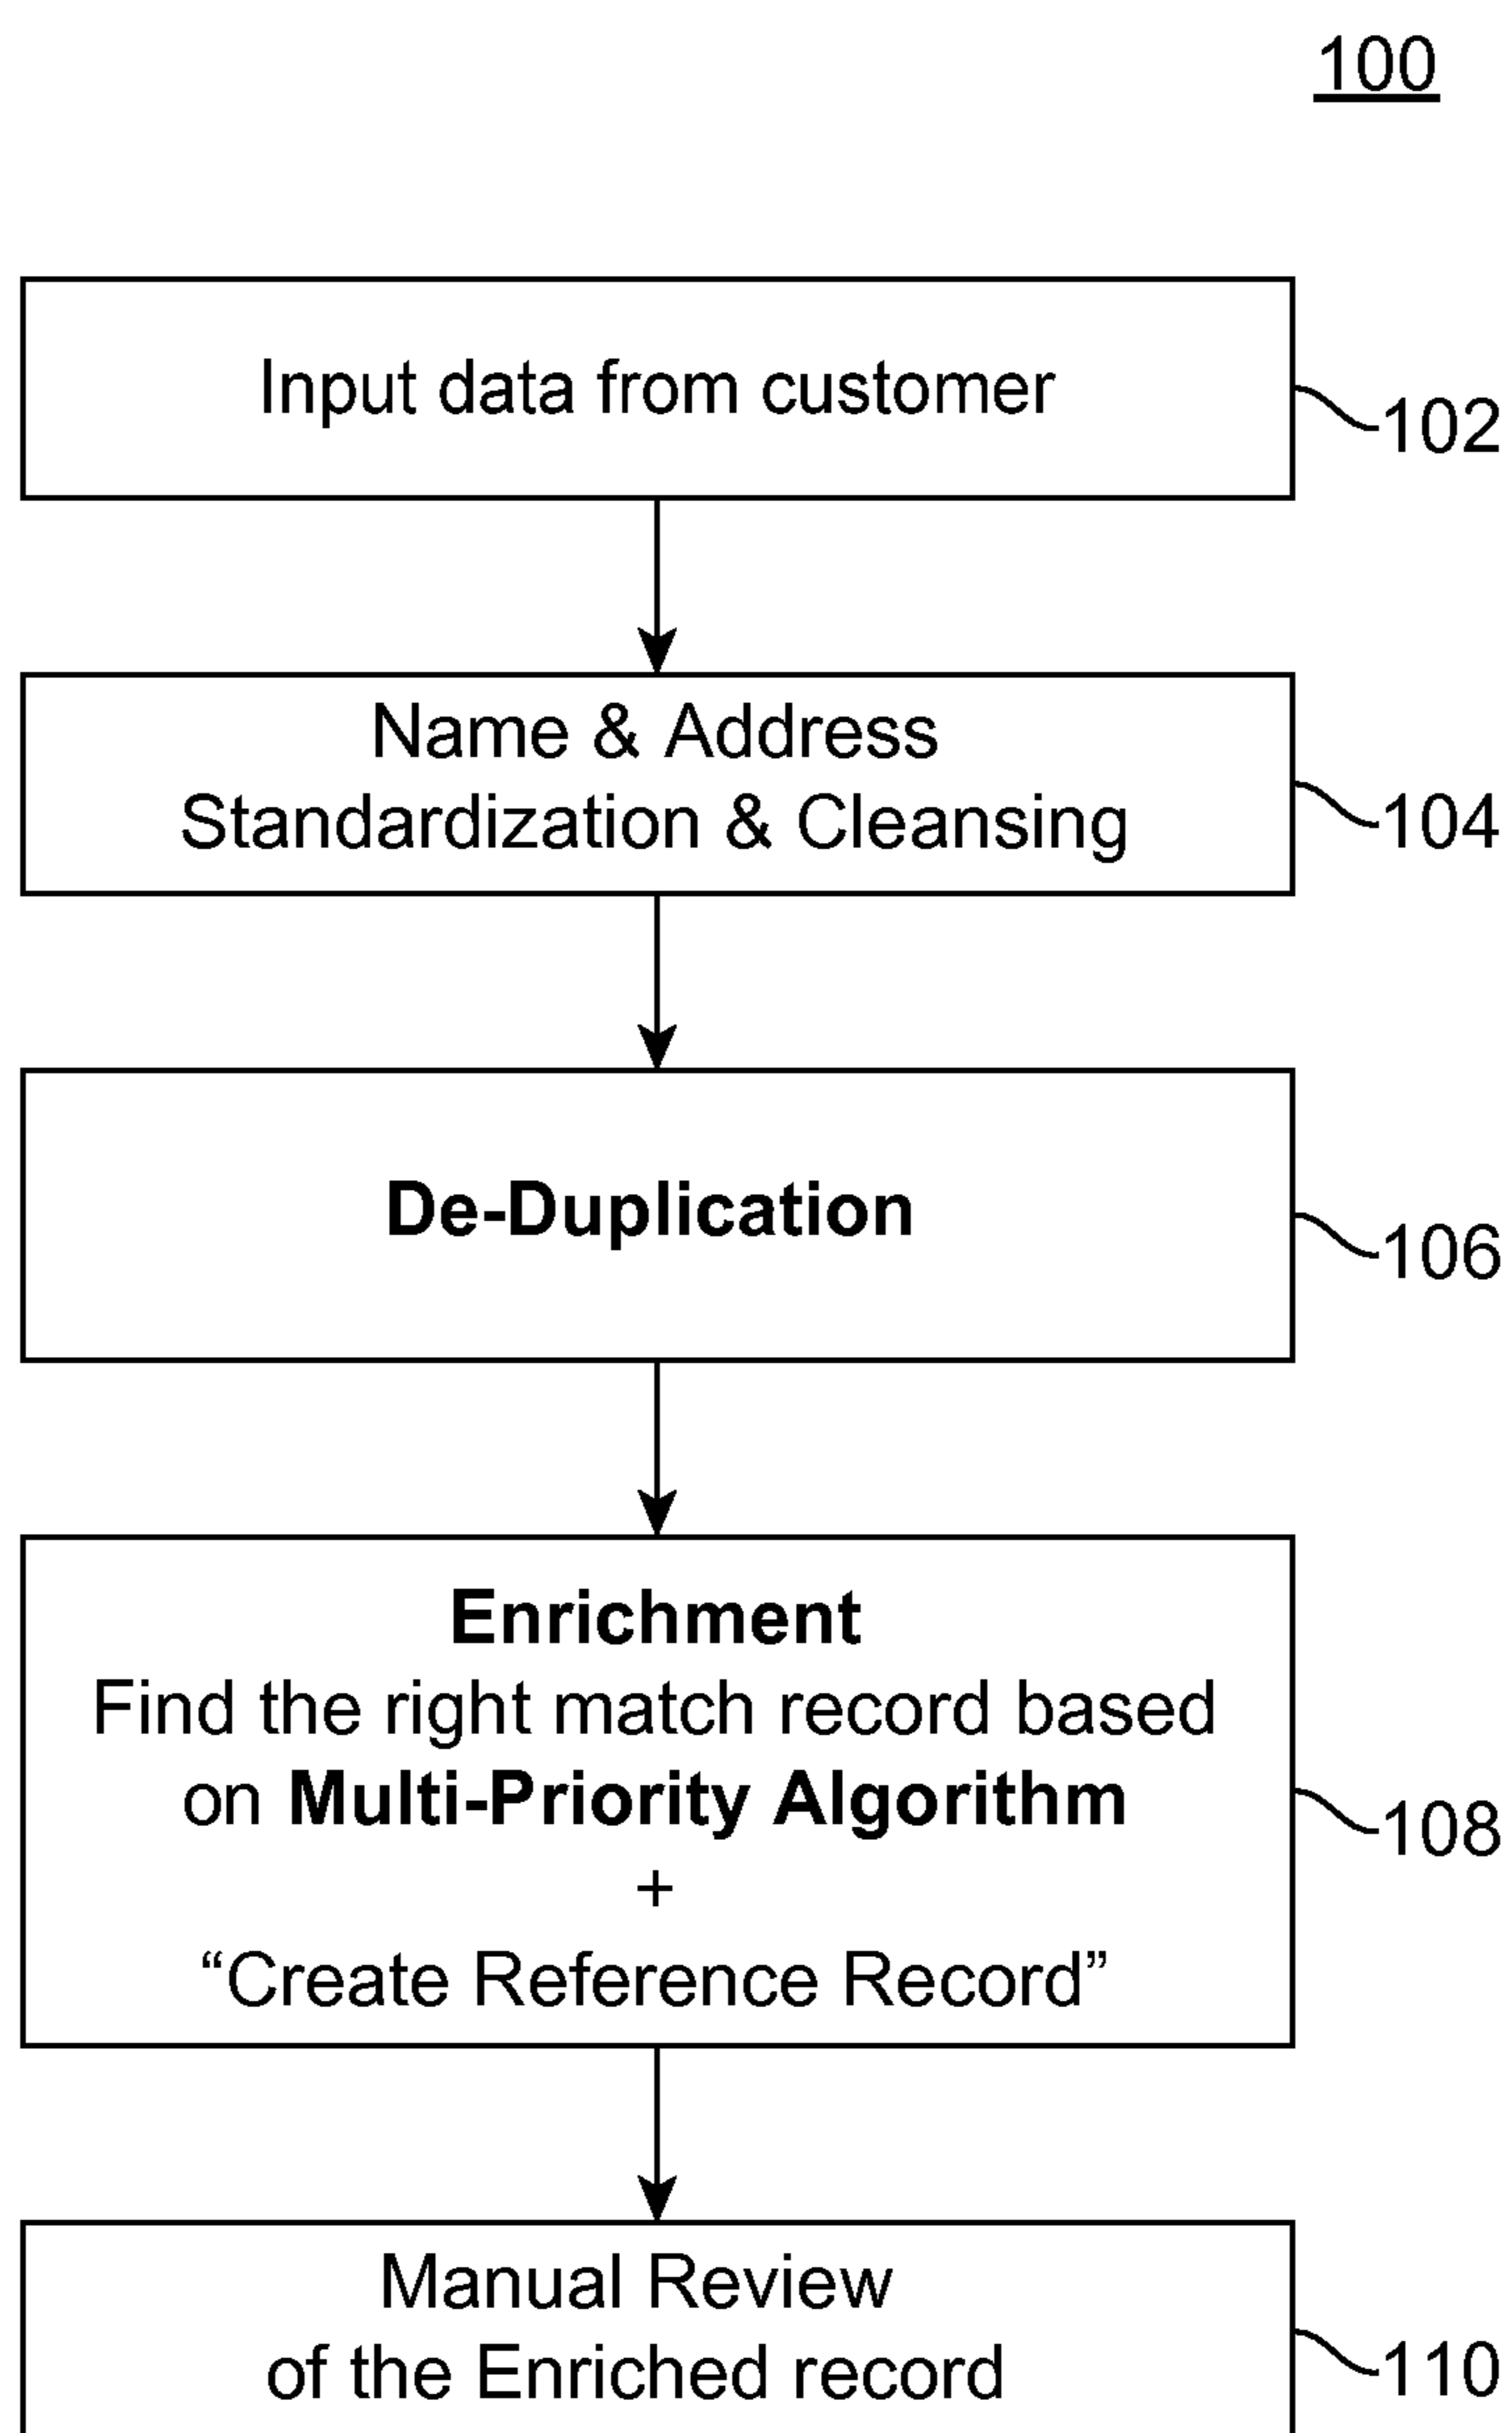 100
Input data from customer
102
Name & Address
Standardization & Cleansing
104
De-Duplication
106
Enrichment
Find the right match record based
on Multi-Priority Algorithm
+
“Create Reference Record”
108
Manual Review
of the Enriched record
110